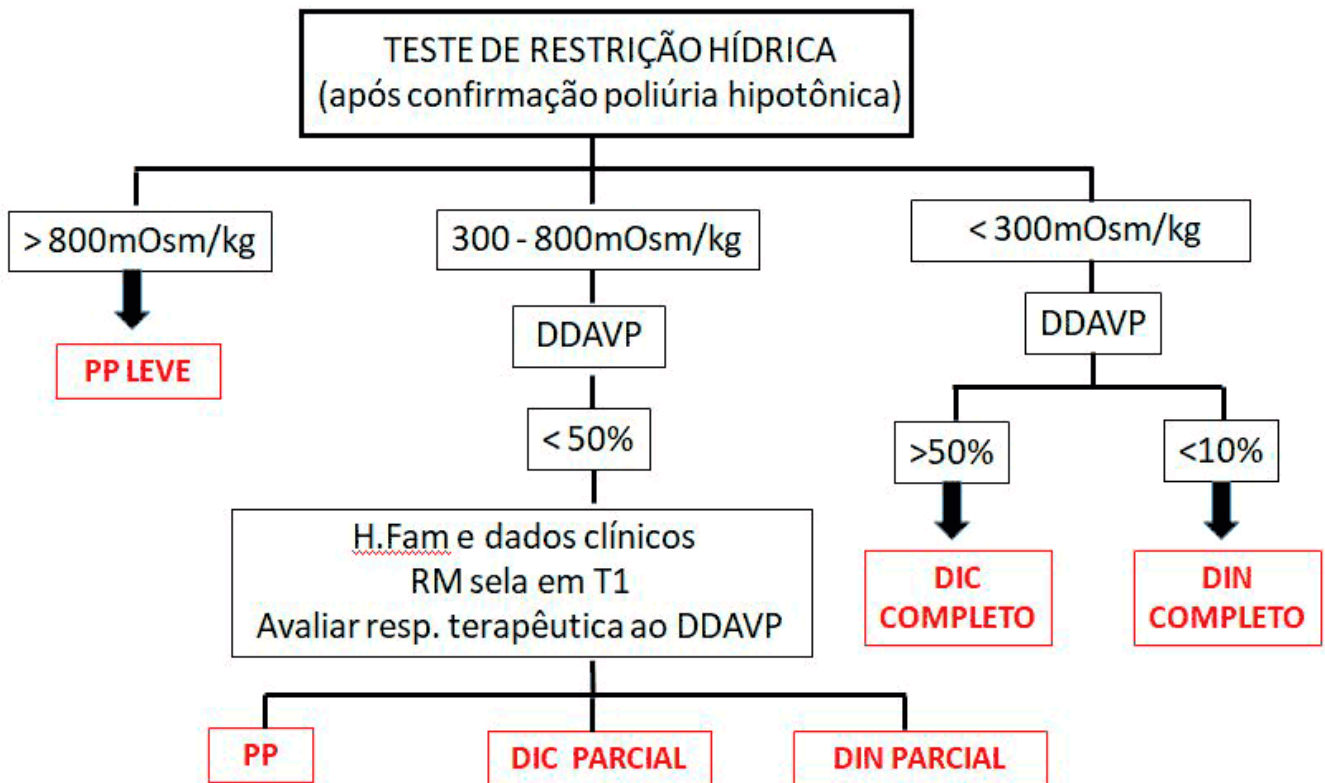 TESTE DE RESTRIÇÃO HÍDRICA
(após confirmação poliúria hipotônica)
> 800mOsm/kg
300 - 800mOsm/kg
< 300mOsm/kg
DDAVP
DDAVP
PP LEVE
< 50%
>50%
<10%
H.Fam e dados clínicos
RM sela em T1
Avaliar resp. terapêutica ao DDAVP
DIC
COMPLETO
DIN
COMPLETO
PP
DIC PARCIAL
DIN PARCIAL